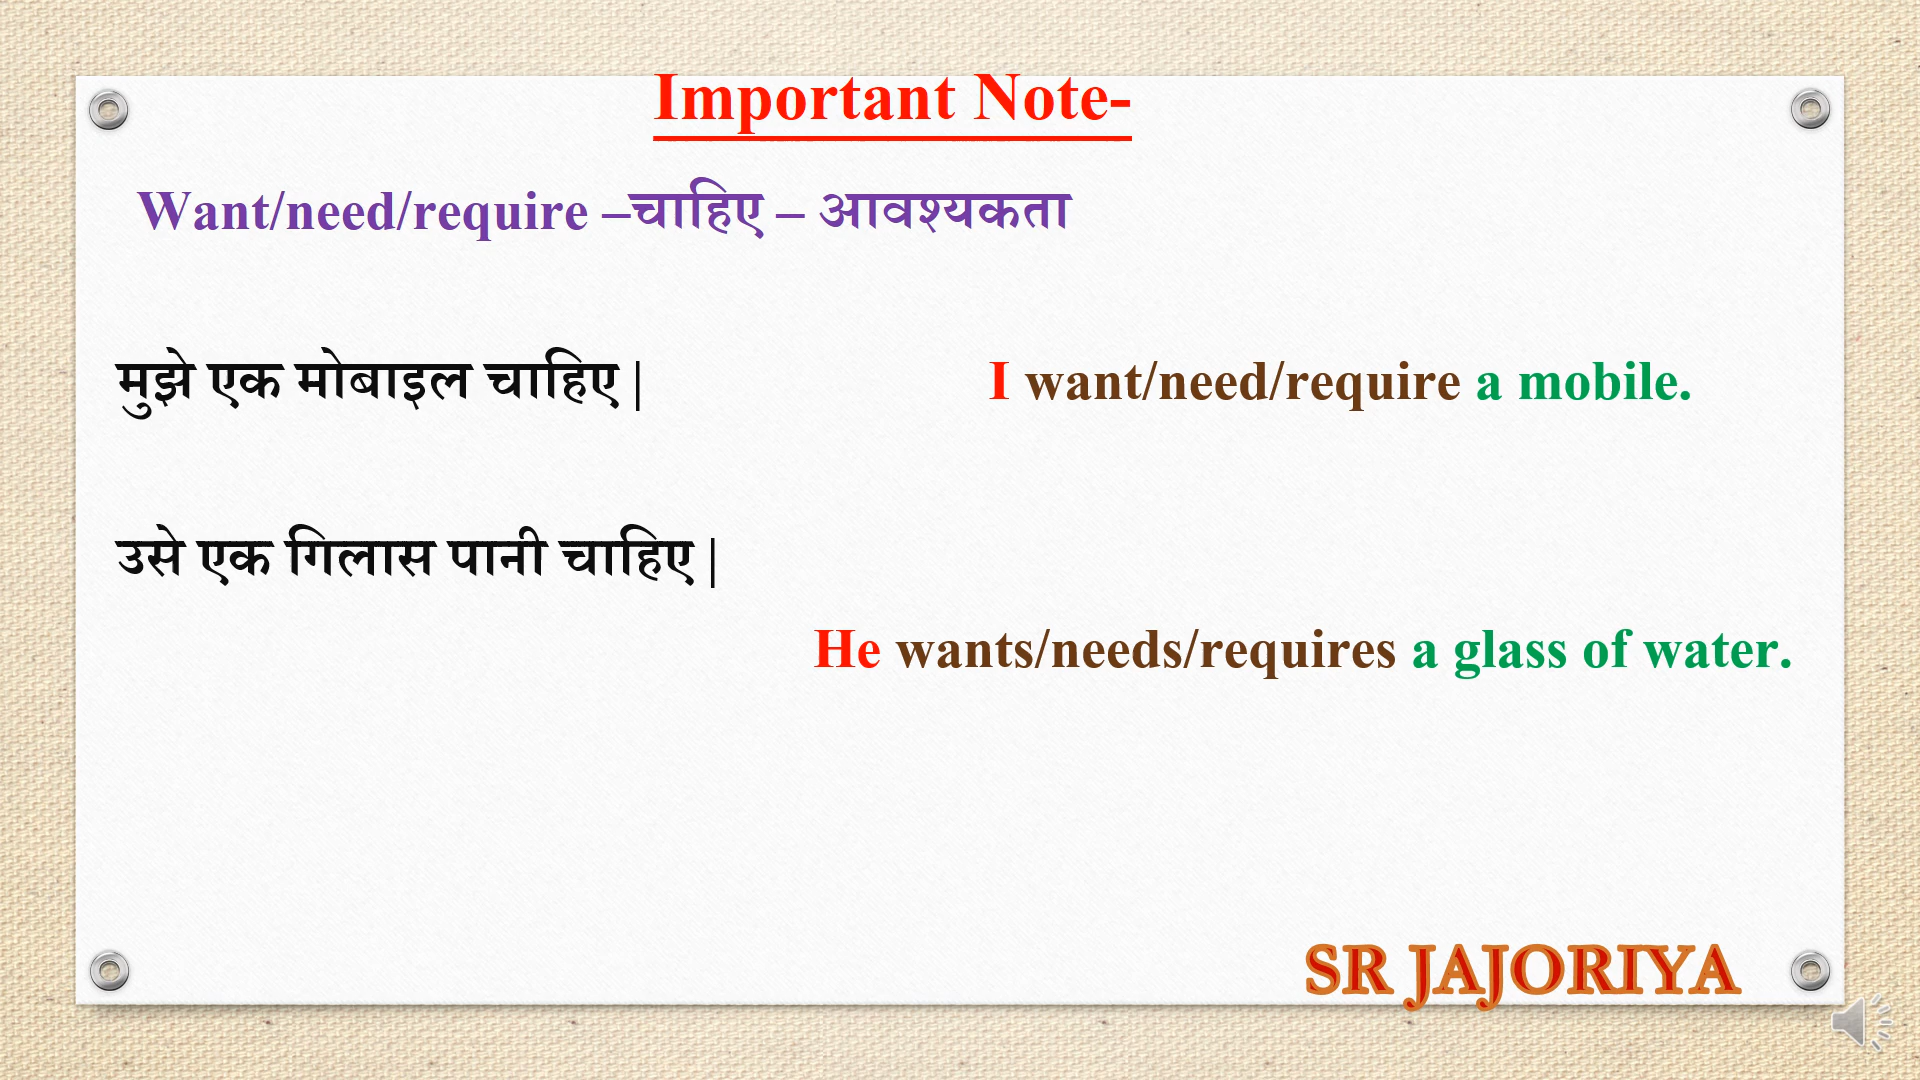 Important Note-
Want/need/require –चाहिए – आवश्यकता
मुझे एक मोबाइल चाहिए |
I want/need/require a mobile.
उसे एक गिलास पानी चाहिए |
He wants/needs/requires a glass of water.
SR JAJORIYA